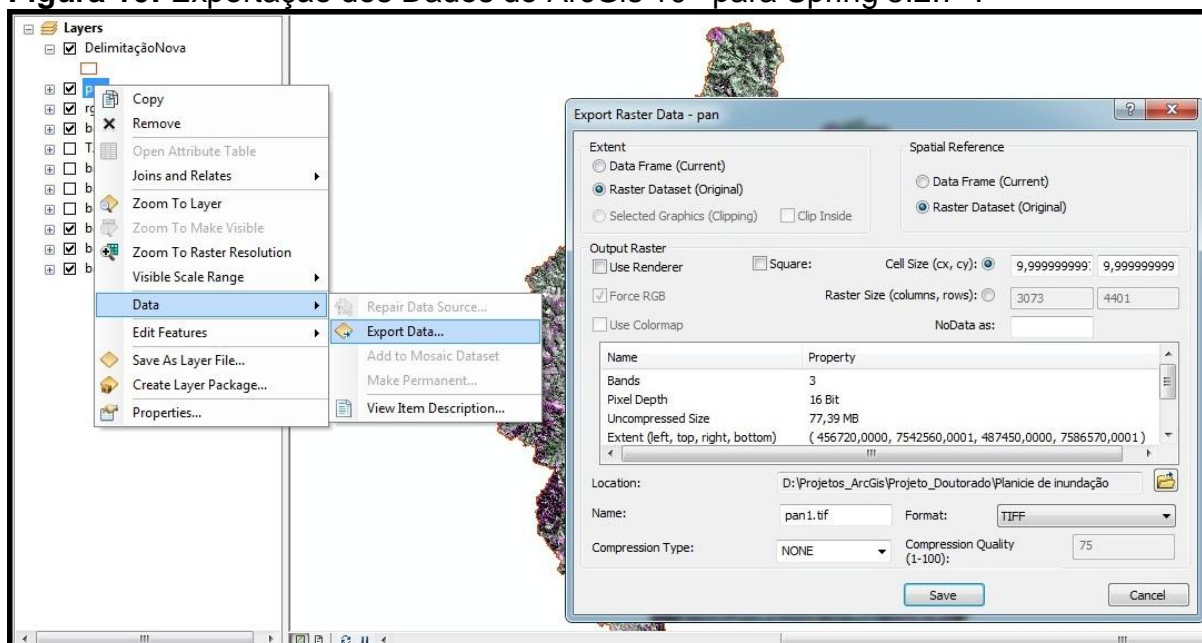 Figura 10: Exportação dos Dados do ArcGis 10® para Spring 5.2.7®.
Layers
DelimitaçãoNova
Copy
Remove
Open Attribute Table
Joins and Relates
Zoom To Layer
Zoom To Make Visible
Zoom To Raster Resolution
Visible Scale Range
Data
Edit Features
Save As Layer File...
Create Layer Package...
Properties...
Repair Data Source...
Export Data...
Add to Mosaic Dataset
Make Permanent...
View Item Description...
Export Raster Data - pan
Extent
Data Frame (Current)
Raster Dataset (Original)
Selected Graphics (Clipping) Clip Inside
Spatial Reference
Data Frame (Current)
Raster Dataset (Original)
Output Raster
Use Renderer Square: Cell Size (cx, cy): 9,999999999 9,999999999
Force RGB Raster Size (columns, rows): 3073 4401
Use Colormap NoData as:
Name Property
Bands 3
Pixel Depth 16 Bit
Uncompressed Size 77,39 MB
Extent (left, top, right, bottom) ( 456720,0000, 7542560,0001, 487450,0000, 7586570,0001 )
Location: D:\Projetos_ArcGis\Projeto_Doutorado\Planicie de inundação
Name: pan1.tif Format: TIFF
Compression Type: NONE Compression Quality (1-100): 75
Save Cancel